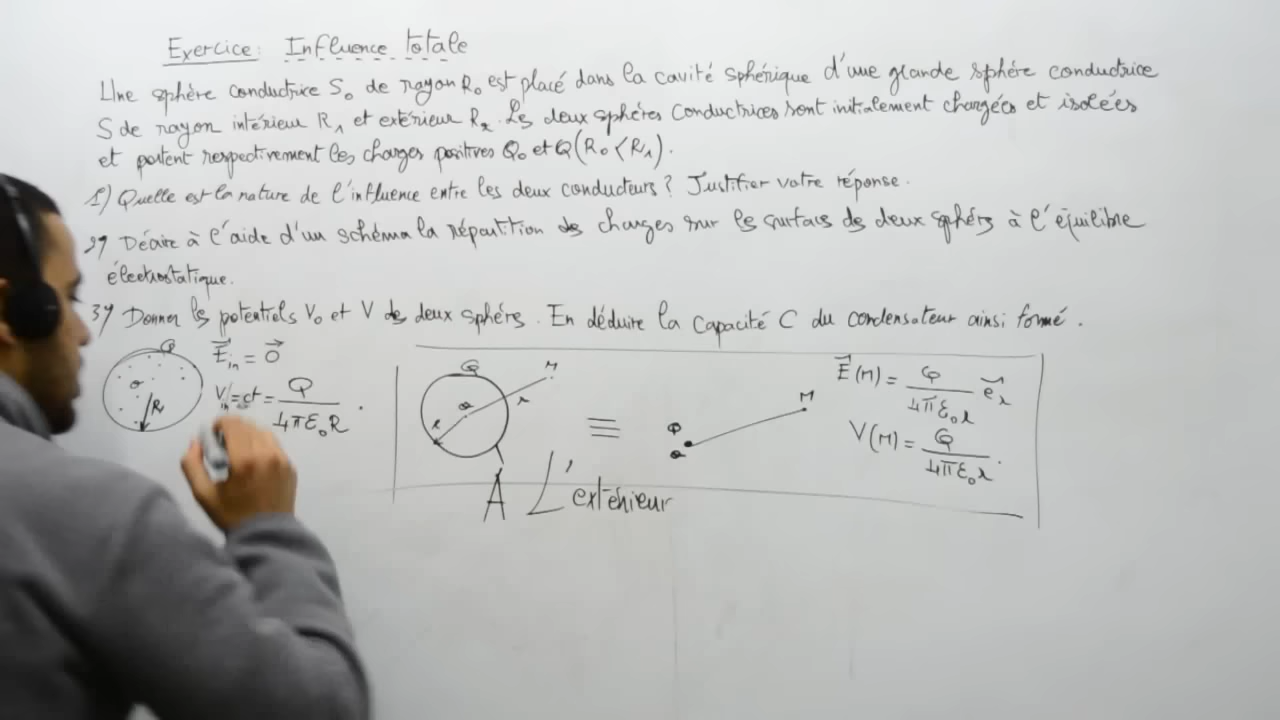 Exercice: Influence totale
Une sphère conductrice S₀ de rayon R₀ est placé dans la cavité sphérique d'une grande sphère conductrice
S de rayon intérieur R₁ et extérieur R₂. Les deux sphères conductrices sont initialement chargées et isolées
et portent respectivement les charges positives Q₀ et Q (R₀ < R₁).
1) Quelle est la nature de l'influence entre les deux conducteurs ? Justifier votre réponse.
2) Décrire à l'aide d'un schéma la répartition des charges sur les surfaces de deux sphères à l'équilibre
électrostatique.
3) Donner les potentiels V₀ et V des deux sphères. En déduire la capacité C du condensateur ainsi formé.
Q
O
R
E⃗in = 0⃗
Vin = ct = Q / 4πε₀R .
Q
M
O
R
r
≡
Q
O
M
E⃗(M) = Q / 4πε₀r e⃗r
V(M) = Q / 4πε₀r .
A L'extérieur